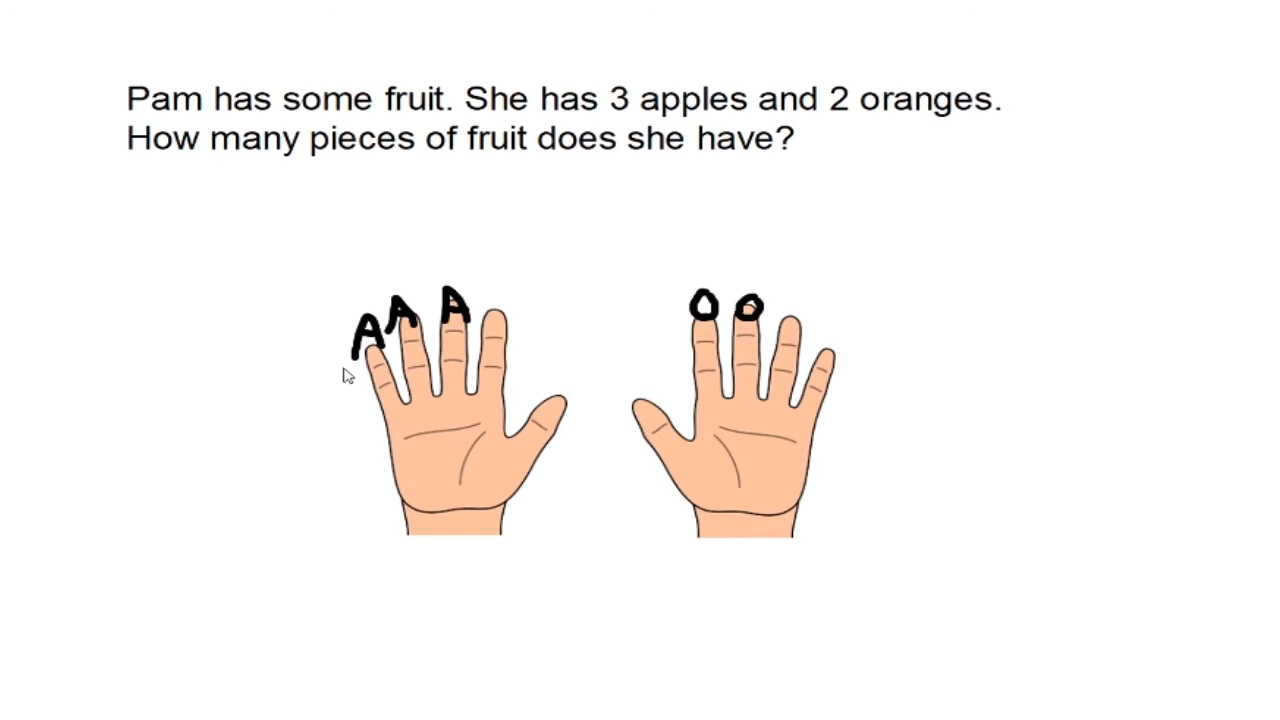 Pam has some fruit. She has 3 apples and 2 oranges.
How many pieces of fruit does she have?
A A A O O